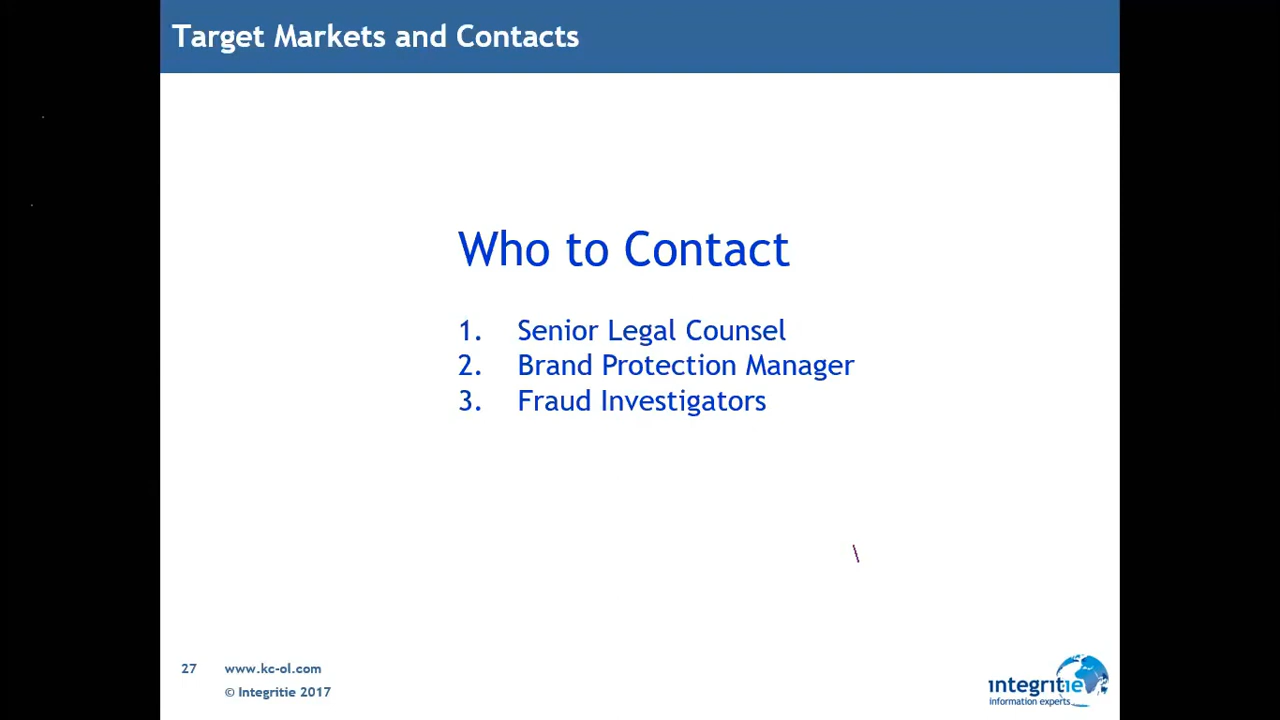 Target Markets and Contacts
Who to Contact
1. Senior Legal Counsel
2. Brand Protection Manager
3. Fraud Investigators
\
27 www.kc-ol.com
© Integritie 2017
integritie
information experts